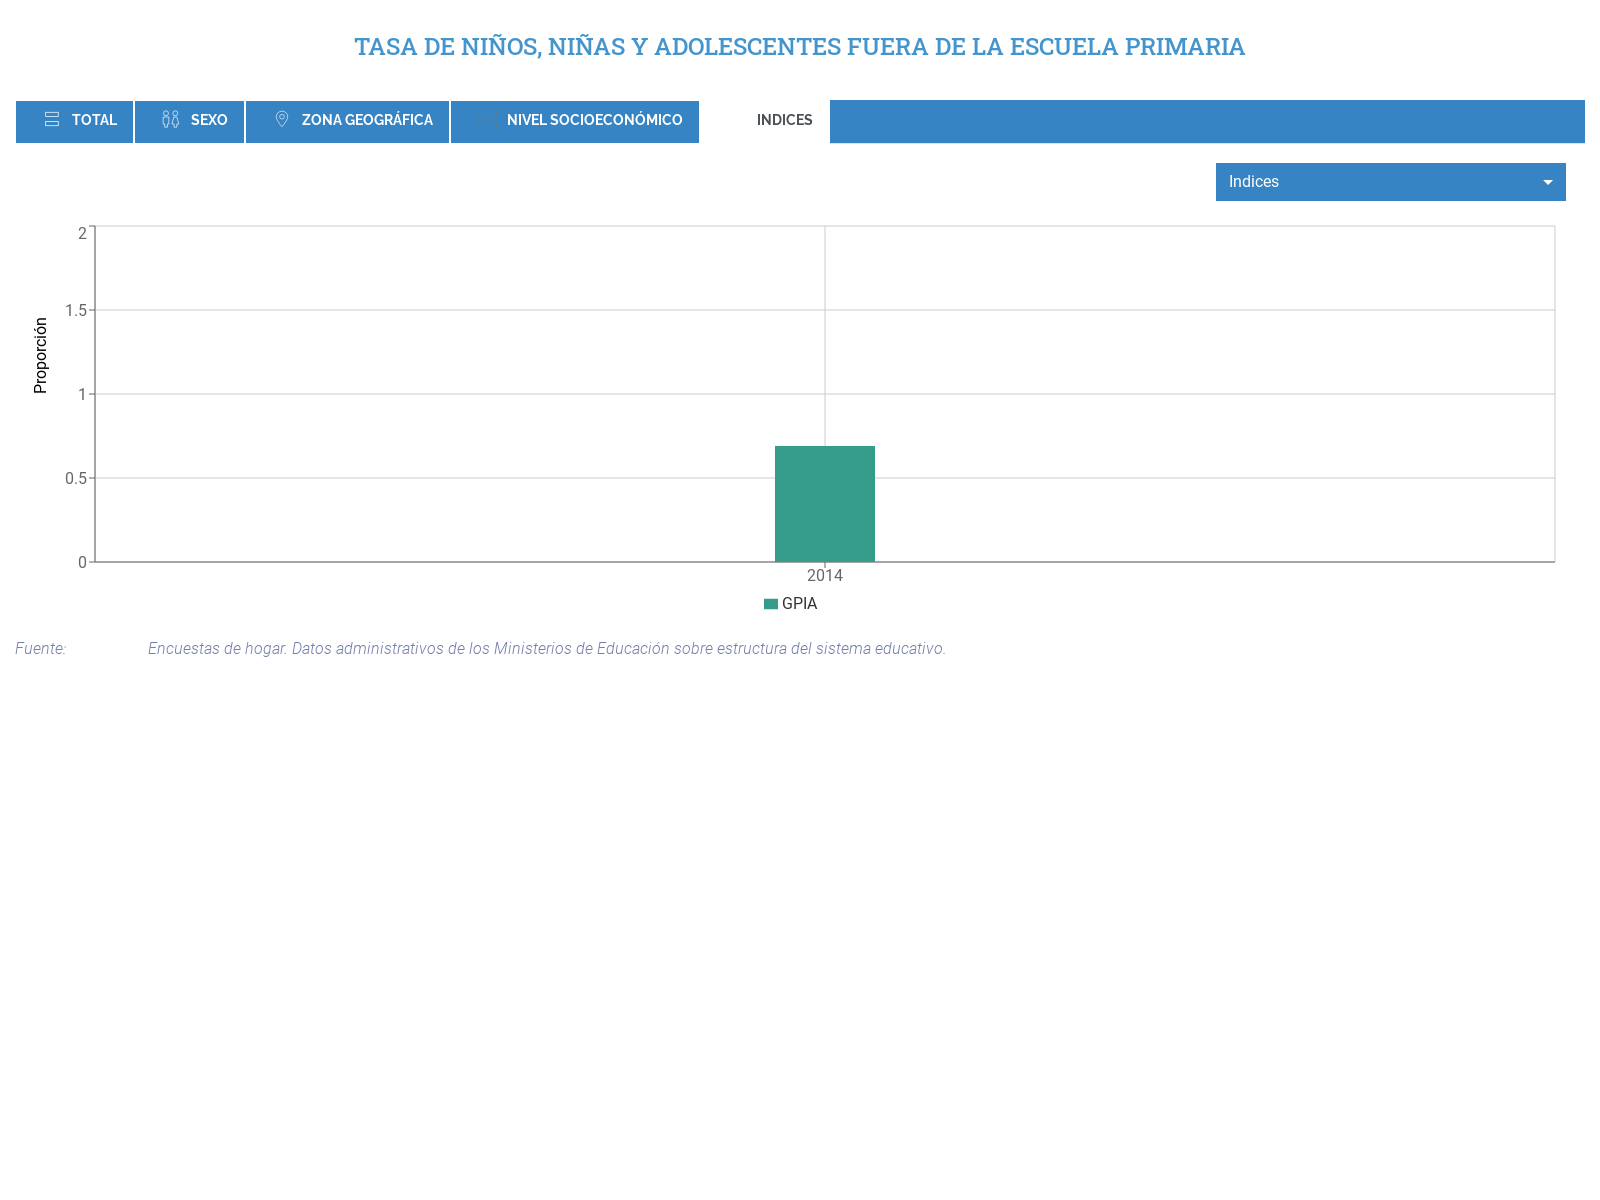 TASA DE NIÑOS, NIÑAS Y ADOLESCENTES FUERA DE LA ESCUELA PRIMARIA
TOTAL SEXO ZONA GEOGRÁFICA NIVEL SOCIOECONÓMICO INDICES
Indices
2
1.5
Proporción
1
0.5
0
2014
GPIA
Fuente: Encuestas de hogar. Datos administrativos de los Ministerios de Educación sobre estructura del sistema educativo.